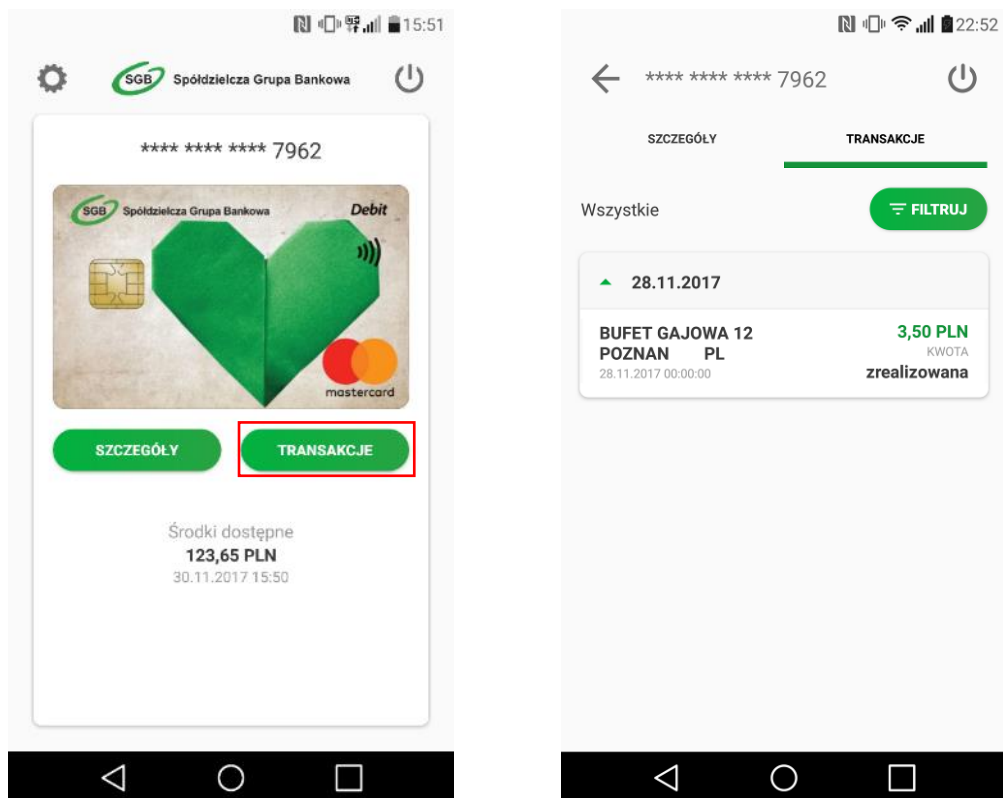 15:51
SGB Spółdzielcza Grupa Bankowa
**** **** **** 7962
SGB Spółdzielcza Grupa Bankowa Debit
mastercard
SZCZEGÓŁY TRANSAKCJE
Środki dostępne
123,65 PLN
30.11.2017 15:50
22:52
**** **** **** 7962
SZCZEGÓŁY TRANSAKCJE
Wszystkie FILTRUJ
28.11.2017
BUFET GAJOWA 12 3,50 PLN
POZNAN PL KWOTA
28.11.2017 00:00:00 zrealizowana